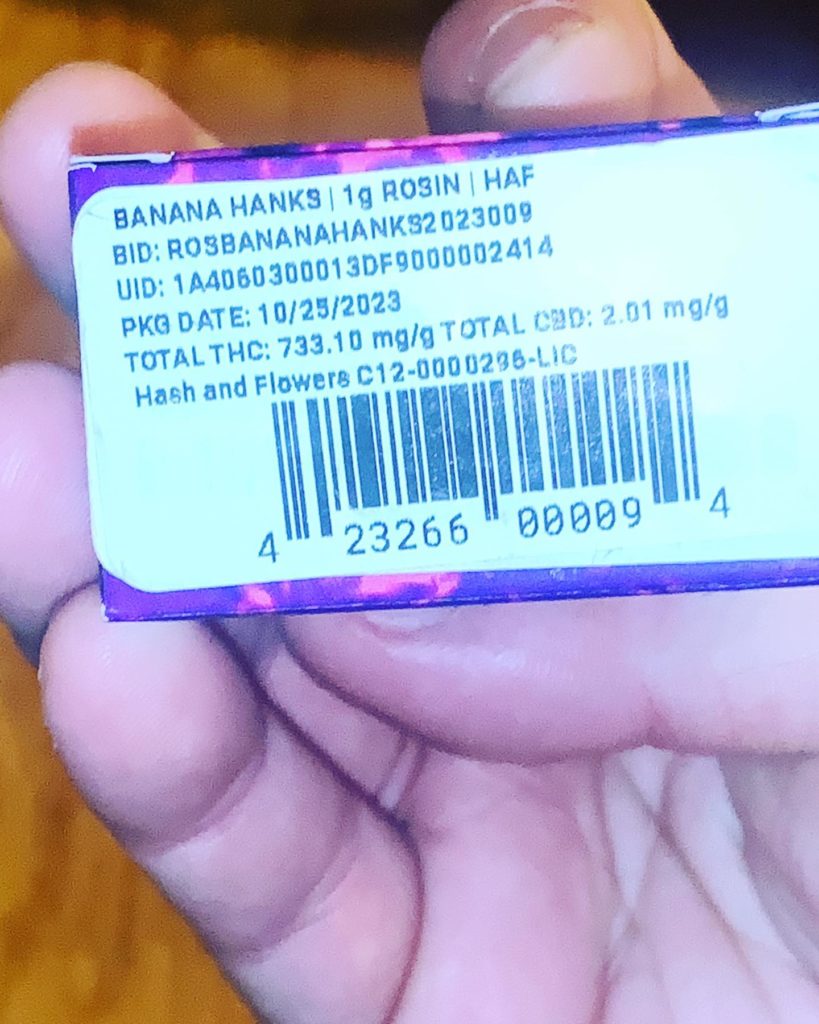 BANANA HANKS | 1g ROSIN | HAF
BID: ROSBANANAHANKS2023009
UID: 1A4060300013DF9000002414
PKG DATE: 10/25/2023
TOTAL THC: 733.10 mg/g TOTAL CBD: 2.01 mg/g
Hash and Flowers C12-0000296-LIC
4 23266 00009 4